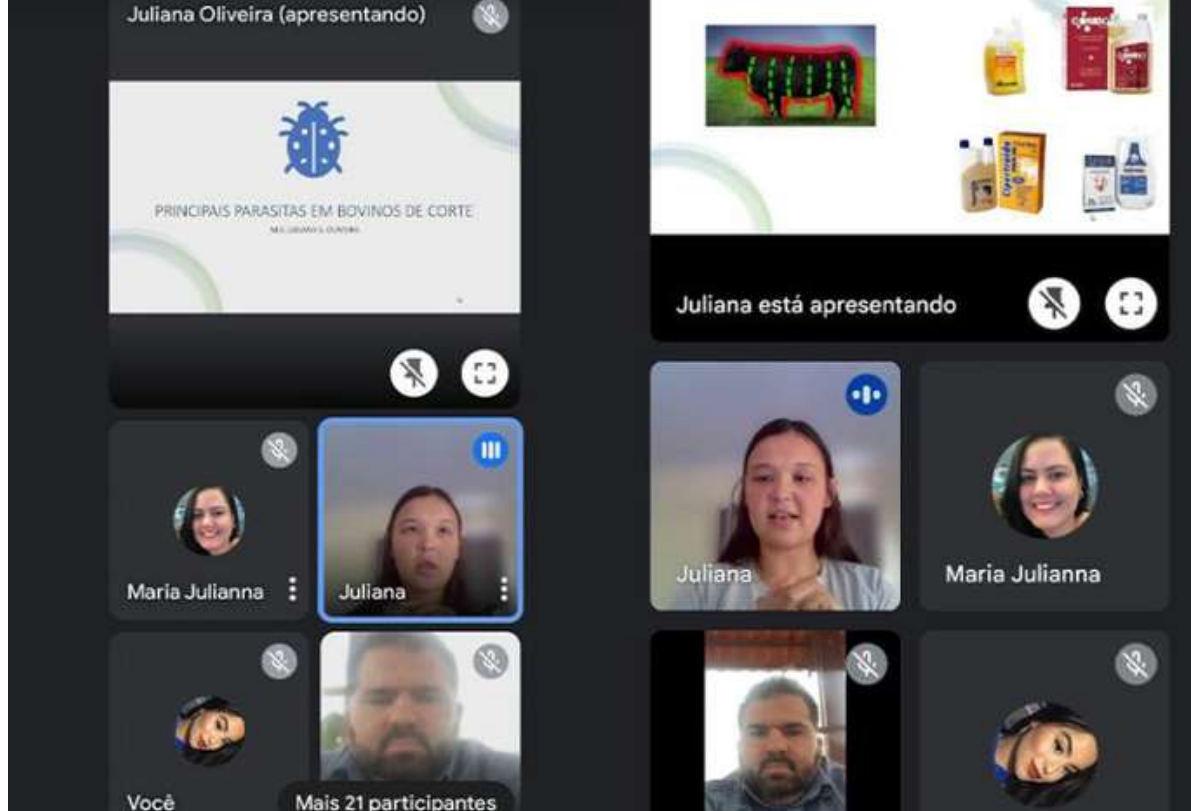 Juliana Oliveira (apresentando)
PRINCIPAIS PARASITAS EM BOVINOS DE CORTE
Maria Julianna
Juliana
Você
Mais 21 participantes
Juliana está apresentando
Juliana
Maria Julianna